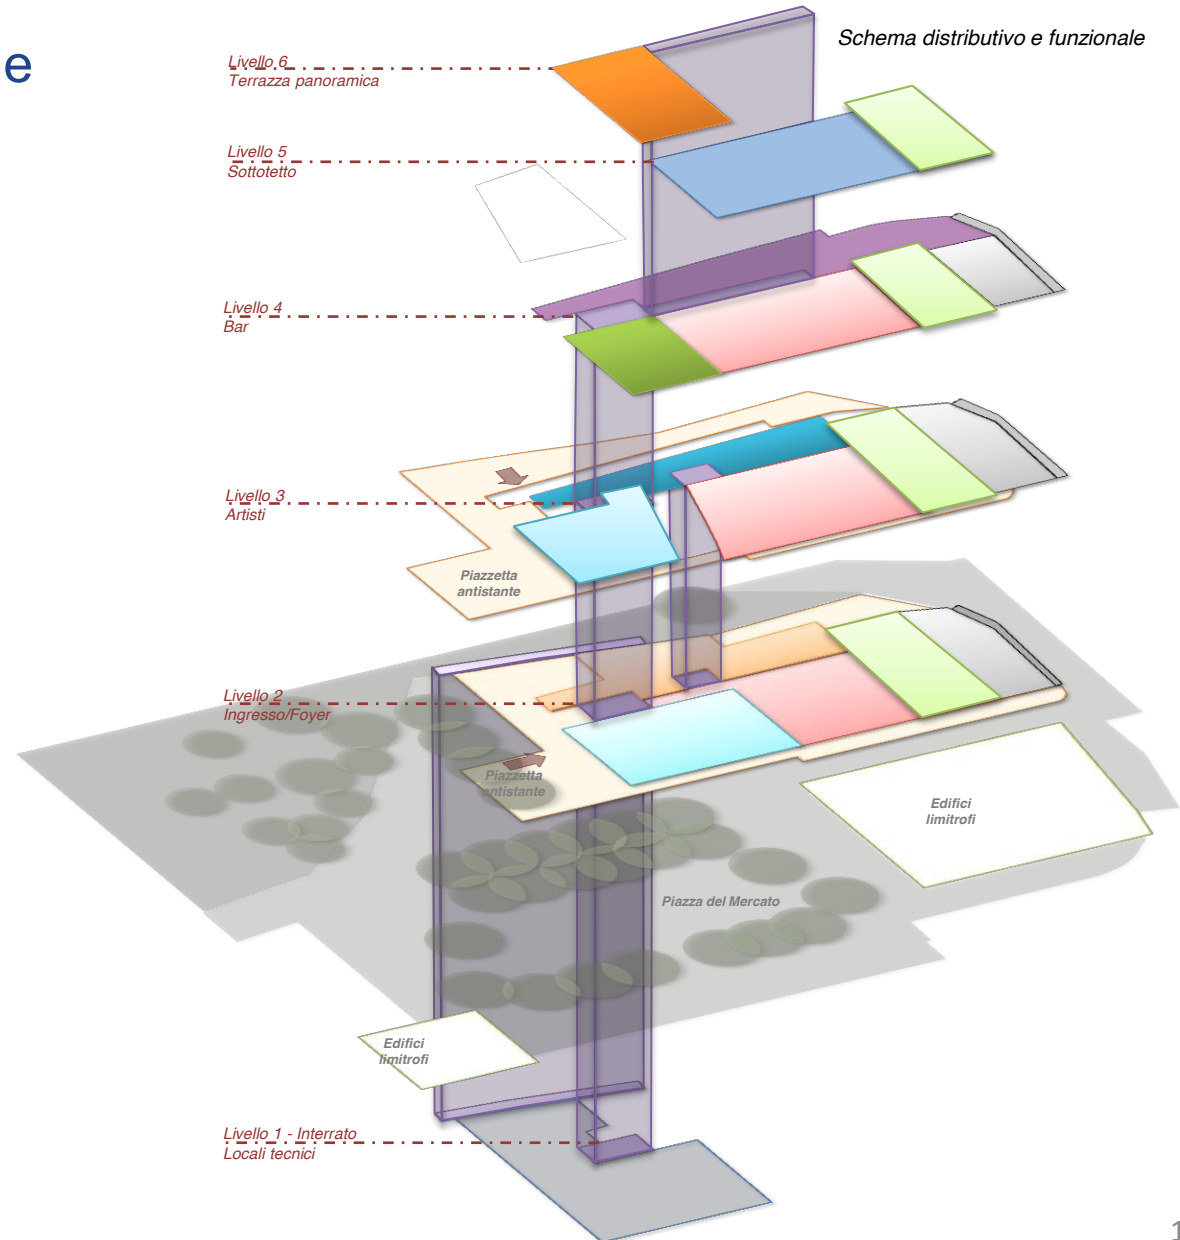 e
Schema distributivo e funzionale
Livello 6
Terrazza panoramica
Livello 5
Sottotetto
Livello 4
Bar
Livello 3
Artisti
Piazzetta
antistante
Livello 2
Ingresso/Foyer
Piazzetta
antistante
Edifici
limitrofi
Piazza del Mercato
Edifici
limitrofi
Livello 1 - Interrato
Locali tecnici
1